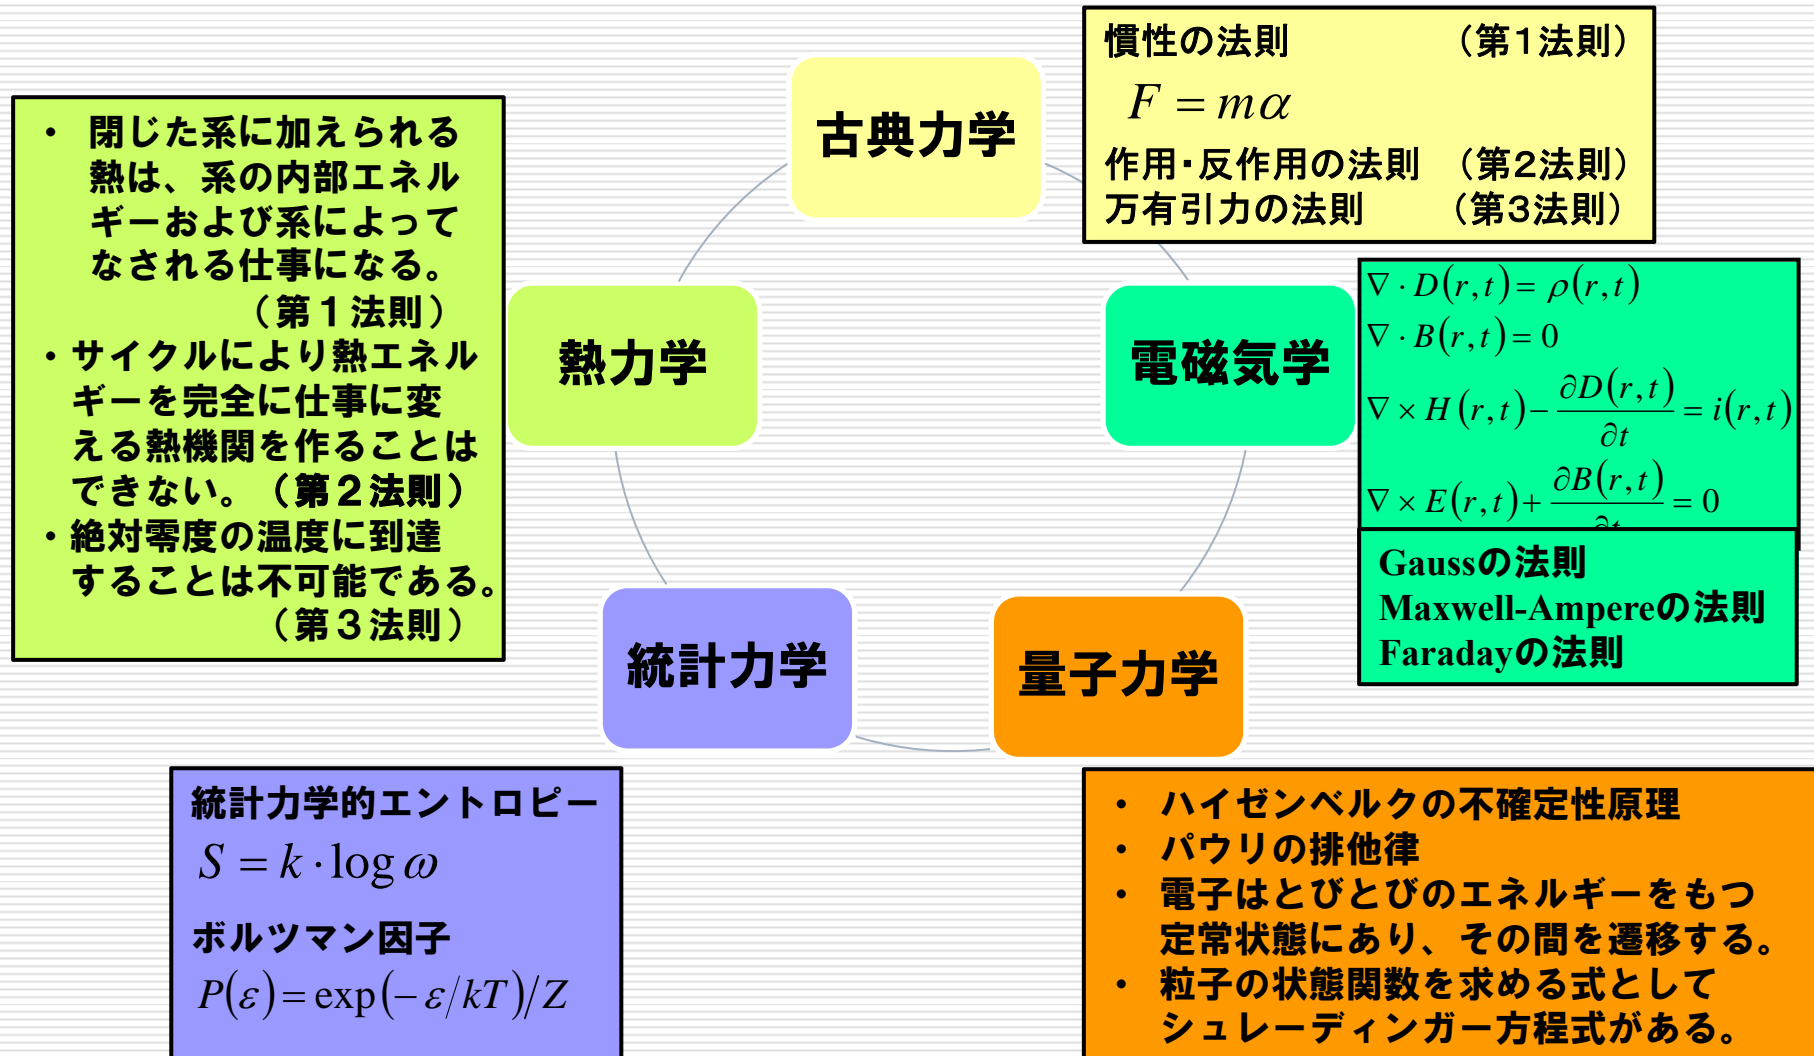 古典力学
慣性の法則 （第1法則）
F = mα
作用・反作用の法則 （第2法則）
万有引力の法則 （第3法則）
・ 閉じた系に加えられる
熱は、系の内部エネル
ギーおよび系によって
なされる仕事になる。
（第１法則）
・サイクルにより熱エネル
ギーを完全に仕事に変
える熱機関を作ることは
できない。（第２法則）
・絶対零度の温度に到達
することは不可能である。
（第３法則）
熱力学
電磁気学
∇・D(r,t)= ρ(r,t)
∇・B(r,t)= 0
∇×H(r,t)− ∂D(r,t)/∂t = i(r,t)
∇×E(r,t)+ ∂B(r,t)/∂t = 0
Gaussの法則
Maxwell-Ampereの法則
Faradayの法則
統計力学
量子力学
統計力学的エントロピー
S = k・log ω
ボルツマン因子
P(ε)= exp(−ε/kT)/Z
・ ハイゼンベルクの不確定性原理
・ パウリの排他律
・ 電子はとびとびのエネルギーをもつ
定常状態にあり、その間を遷移する。
・ 粒子の状態関数を求める式として
シュレーディンガー方程式がある。